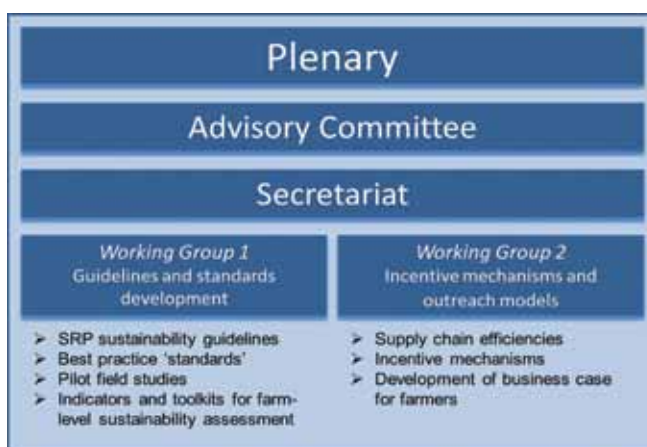 Plenary
Advisory Committee
Secretariat
Working Group 1
Guidelines and standards
development
➤ SRP sustainability guidelines
➤ Best practice ‘standards’
➤ Pilot field studies
➤ Indicators and toolkits for farm-
level sustainability assessment
Working Group 2
Incentive mechanisms and
outreach models
➤ Supply chain efficiencies
➤ Incentive mechanisms
➤ Development of business case
for farmers